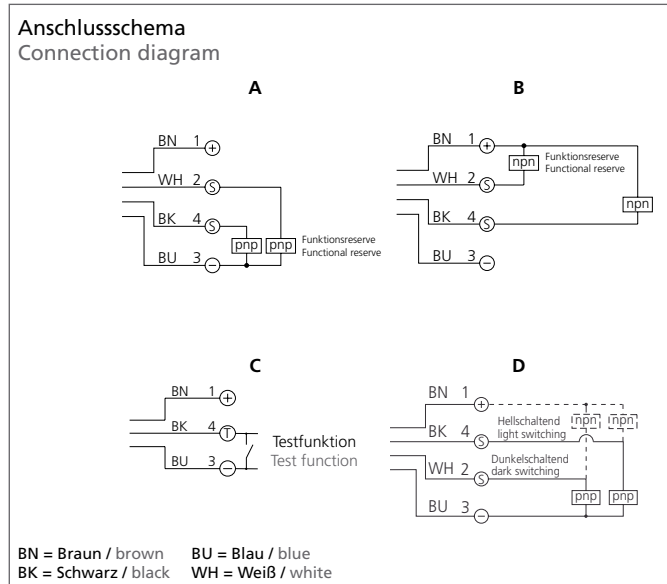 Anschlussschema
Connection diagram
A
BN 1 +
WH 2 S
BK 4 S
pnp pnp Funktionsreserve
Functional reserve
BU 3 −
B
BN 1 +
npn Funktionsreserve
Functional reserve
WH 2 S
npn
BK 4 S
BU 3 −
C
BN 1 +
BK 4 T
Testfunktion
BU 3 −
Test function
D
BN 1 +
npn npn
Hellschaltend
BK 4 S light switching
Dunkelschaltend
WH 2 S dark switching
pnp pnp
BU 3 −
BN = Braun / brown BU = Blau / blue
BK = Schwarz / black WH = Weiß / white